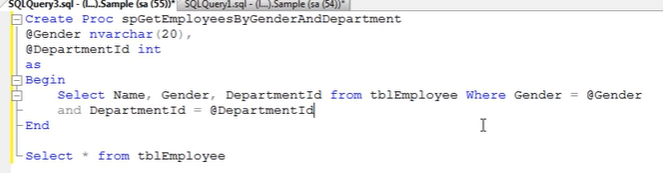 SQLQuery3.sql - (l...).Sample (sa (55))* SQLQuery1.sql - (l...).Sample (sa (54))*
Create Proc spGetEmployeesByGenderAndDepartment
@Gender nvarchar(20),
@DepartmentId int
as
Begin
Select Name, Gender, DepartmentId from tblEmployee Where Gender = @Gender
and DepartmentId = @DepartmentId
End
Select * from tblEmployee